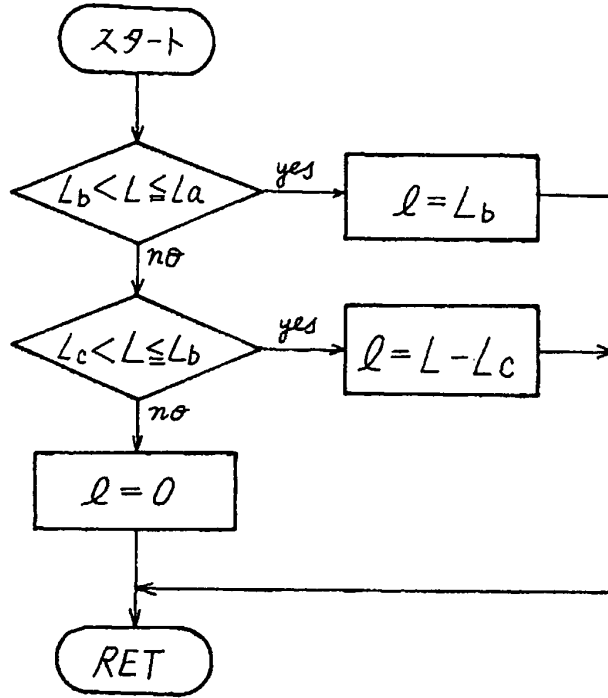 スタート
Lb<L≦La
yes
l=Lb
no
Lc<L≦Lb
yes
l=L-Lc
no
l=0
RET